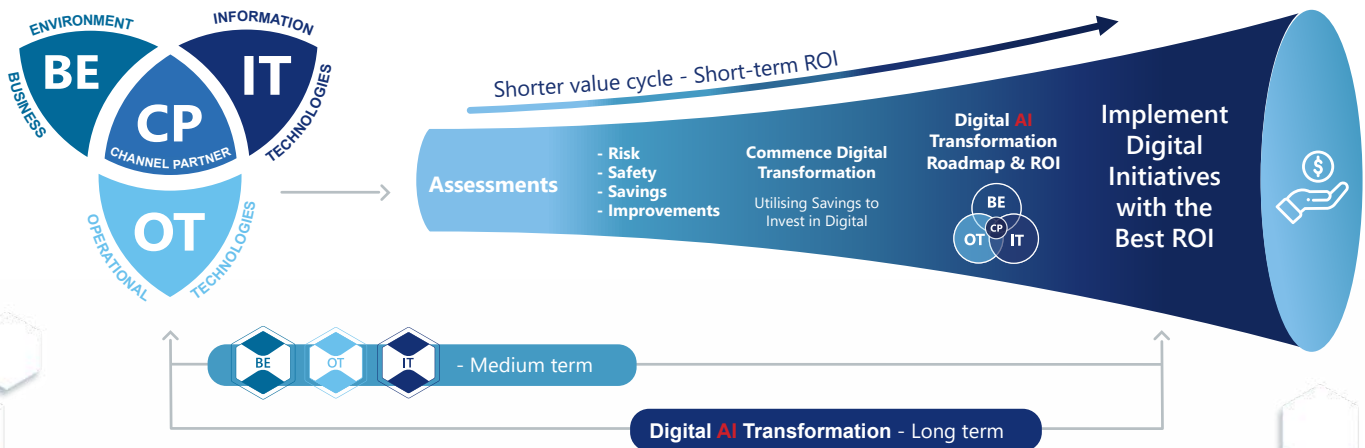 ENVIRONMENT
BUSINESS
BE
INFORMATION
TECHNOLOGIES
IT
CP
CHANNEL PARTNER
OT
OPERATIONAL
TECHNOLOGIES
Shorter value cycle - Short-term ROI
Assessments
- Risk
- Safety
- Savings
- Improvements
Commence Digital
Transformation
Utilising Savings to
Invest in Digital
Digital AI
Transformation
Roadmap & ROI
BE
OT
CP
IT
Implement
Digital
Initiatives
with the
Best ROI
$
BE
OT
IT
- Medium term
Digital AI Transformation - Long term